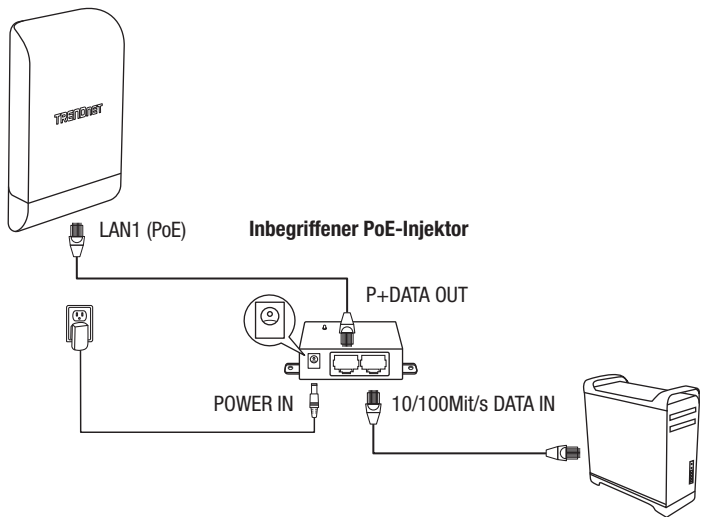 TRENDNET
LAN1 (PoE)
Inbegriffener PoE-Injektor
P+DATA OUT
POWER IN
10/100Mit/s DATA IN